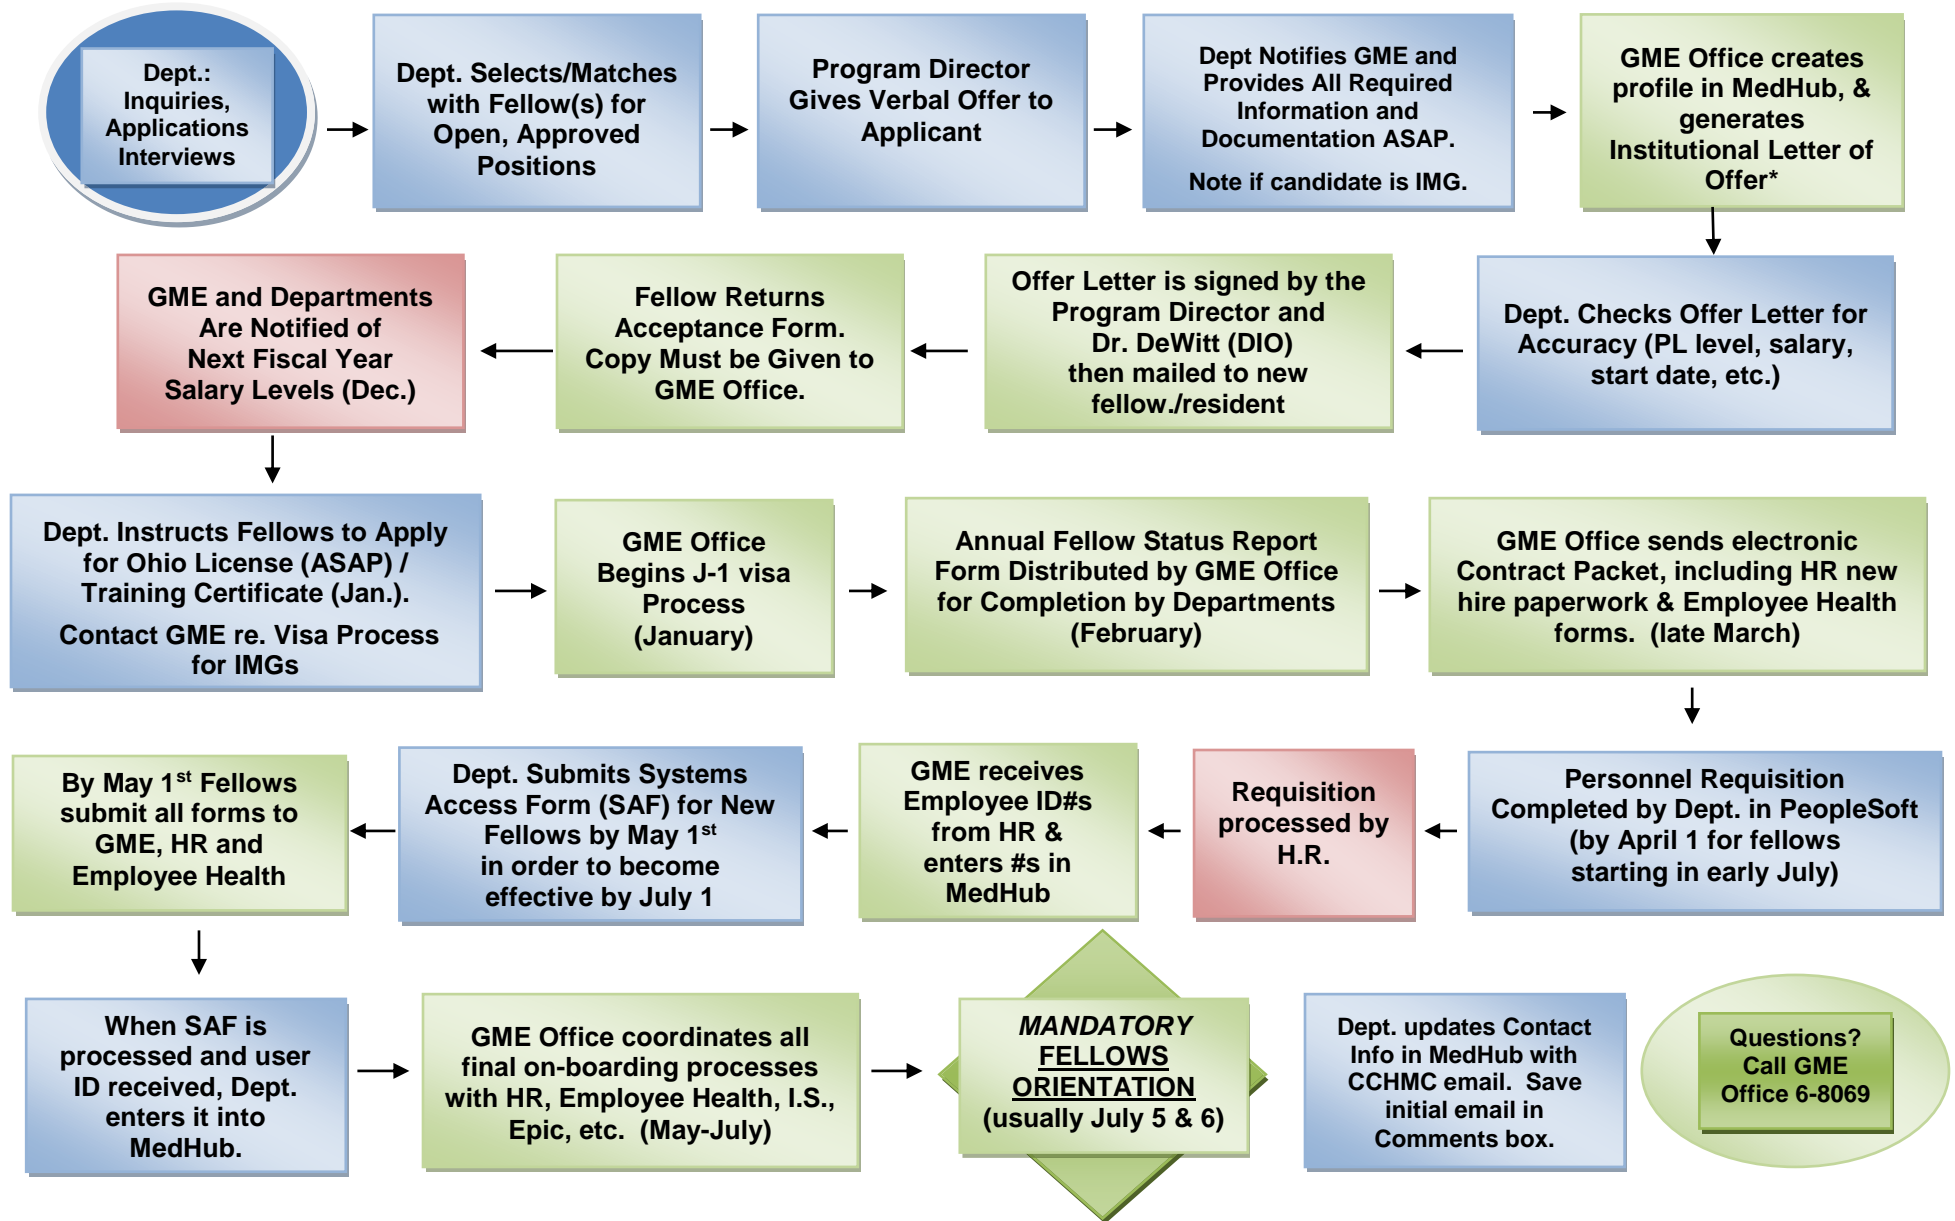 Dept.:
Inquiries,
Applications
Interviews
Dept. Selects/Matches
with Fellow(s) for
Open, Approved
Positions
Program Director
Gives Verbal Offer to
Applicant
Dept Notifies GME and
Provides All Required
Information and
Documentation ASAP.
Note if candidate is IMG.
GME Office creates
profile in MedHub, &
generates
Institutional Letter of
Offer*
GME and Departments
Are Notified of
Next Fiscal Year
Salary Levels (Dec.)
Fellow Returns
Acceptance Form.
Copy Must be Given to
GME Office.
Offer Letter is signed by the
Program Director and
Dr. DeWitt (DIO)
then mailed to new
fellow./resident
Dept. Checks Offer Letter for
Accuracy (PL level, salary,
start date, etc.)
Dept. Instructs Fellows to Apply
for Ohio License (ASAP) /
Training Certificate (Jan.).
Contact GME re. Visa Process
for IMGs
GME Office
Begins J-1 visa
Process
(January)
Annual Fellow Status Report
Form Distributed by GME Office
for Completion by Departments
(February)
GME Office sends electronic
Contract Packet, including HR new
hire paperwork & Employee Health
forms.  (late March)
By May 1st Fellows
submit all forms to
GME, HR and
Employee Health
Dept. Submits Systems
Access Form (SAF) for New
Fellows by May 1st
in order to become
effective by July 1
GME receives
Employee ID#s
from HR &
enters #s in
MedHub
Requisition
processed by
H.R.
Personnel Requisition
Completed by Dept. in PeopleSoft
(by April 1 for fellows
starting in early July)
When SAF is
processed and user
ID received, Dept.
enters it into
MedHub.
GME Office coordinates all
final on-boarding processes
with HR, Employee Health, I.S.,
Epic, etc.  (May-July)
MANDATORY
FELLOWS
ORIENTATION
(usually July 5 & 6)
Dept. updates Contact
Info in MedHub with
CCHMC email.  Save
initial email in
Comments box.
Questions?
Call GME
Office 6-8069